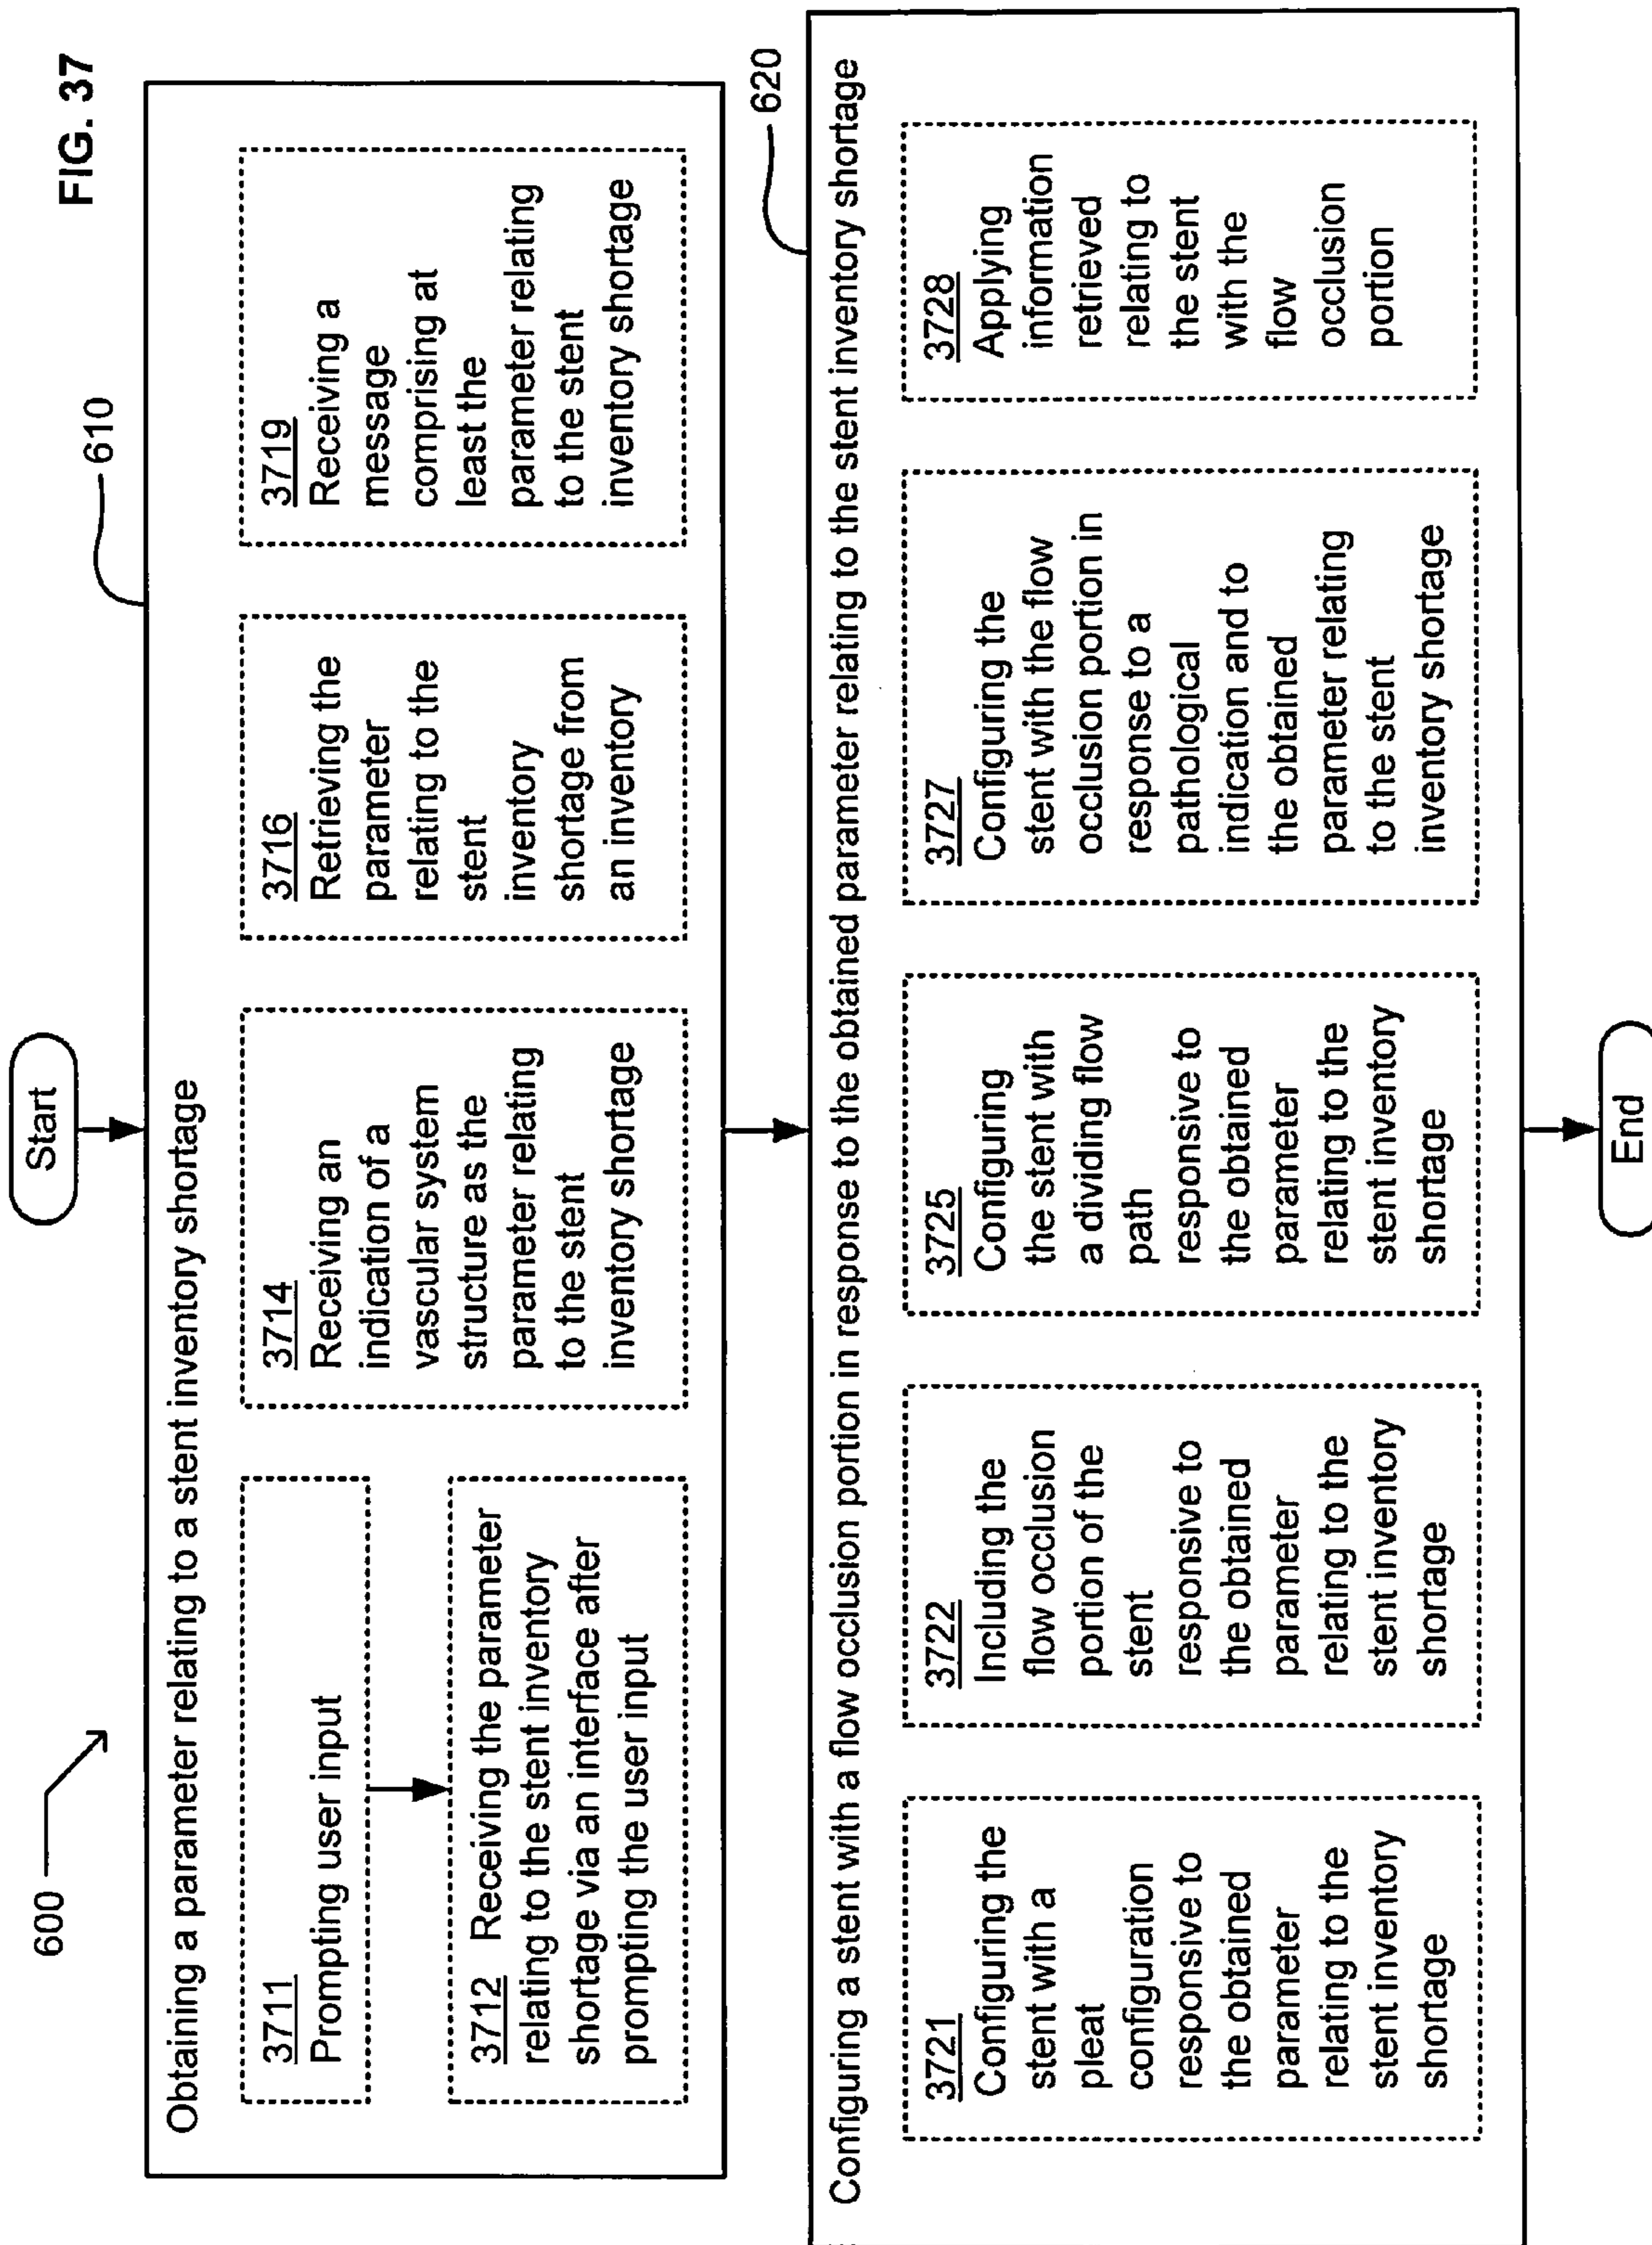 FIG. 37
600
Start
610
Obtaining a parameter relating to a stent inventory shortage
3711
Prompting user input
3712 Receiving the parameter
relating to the stent inventory
shortage via an interface after
prompting the user input
3714
Receiving an
indication of a
vascular system
structure as the
parameter relating
to the stent
inventory shortage
3716
Retrieving the
parameter
relating to the
stent
inventory
shortage from
an inventory
3719
Receiving a
message
comprising at
least the
parameter relating
to the stent
inventory shortage
620
Configuring a stent with a flow occlusion portion in response to the obtained parameter relating to the stent inventory shortage
3721
Configuring the
stent with a
pleat
configuration
responsive to
the obtained
parameter
relating to the
stent inventory
shortage
3722
Including the
flow occlusion
portion of the
stent
responsive to
the obtained
parameter
relating to the
stent inventory
shortage
3725
Configuring
the stent with
a dividing flow
path
responsive to
the obtained
parameter
relating to the
stent inventory
shortage
3727
Configuring the
stent with the flow
occlusion portion in
response to a
pathological
indication and to
the obtained
parameter relating
to the stent
inventory shortage
3728
Applying
information
retrieved
relating to
the stent
with the
flow
occlusion
portion
End